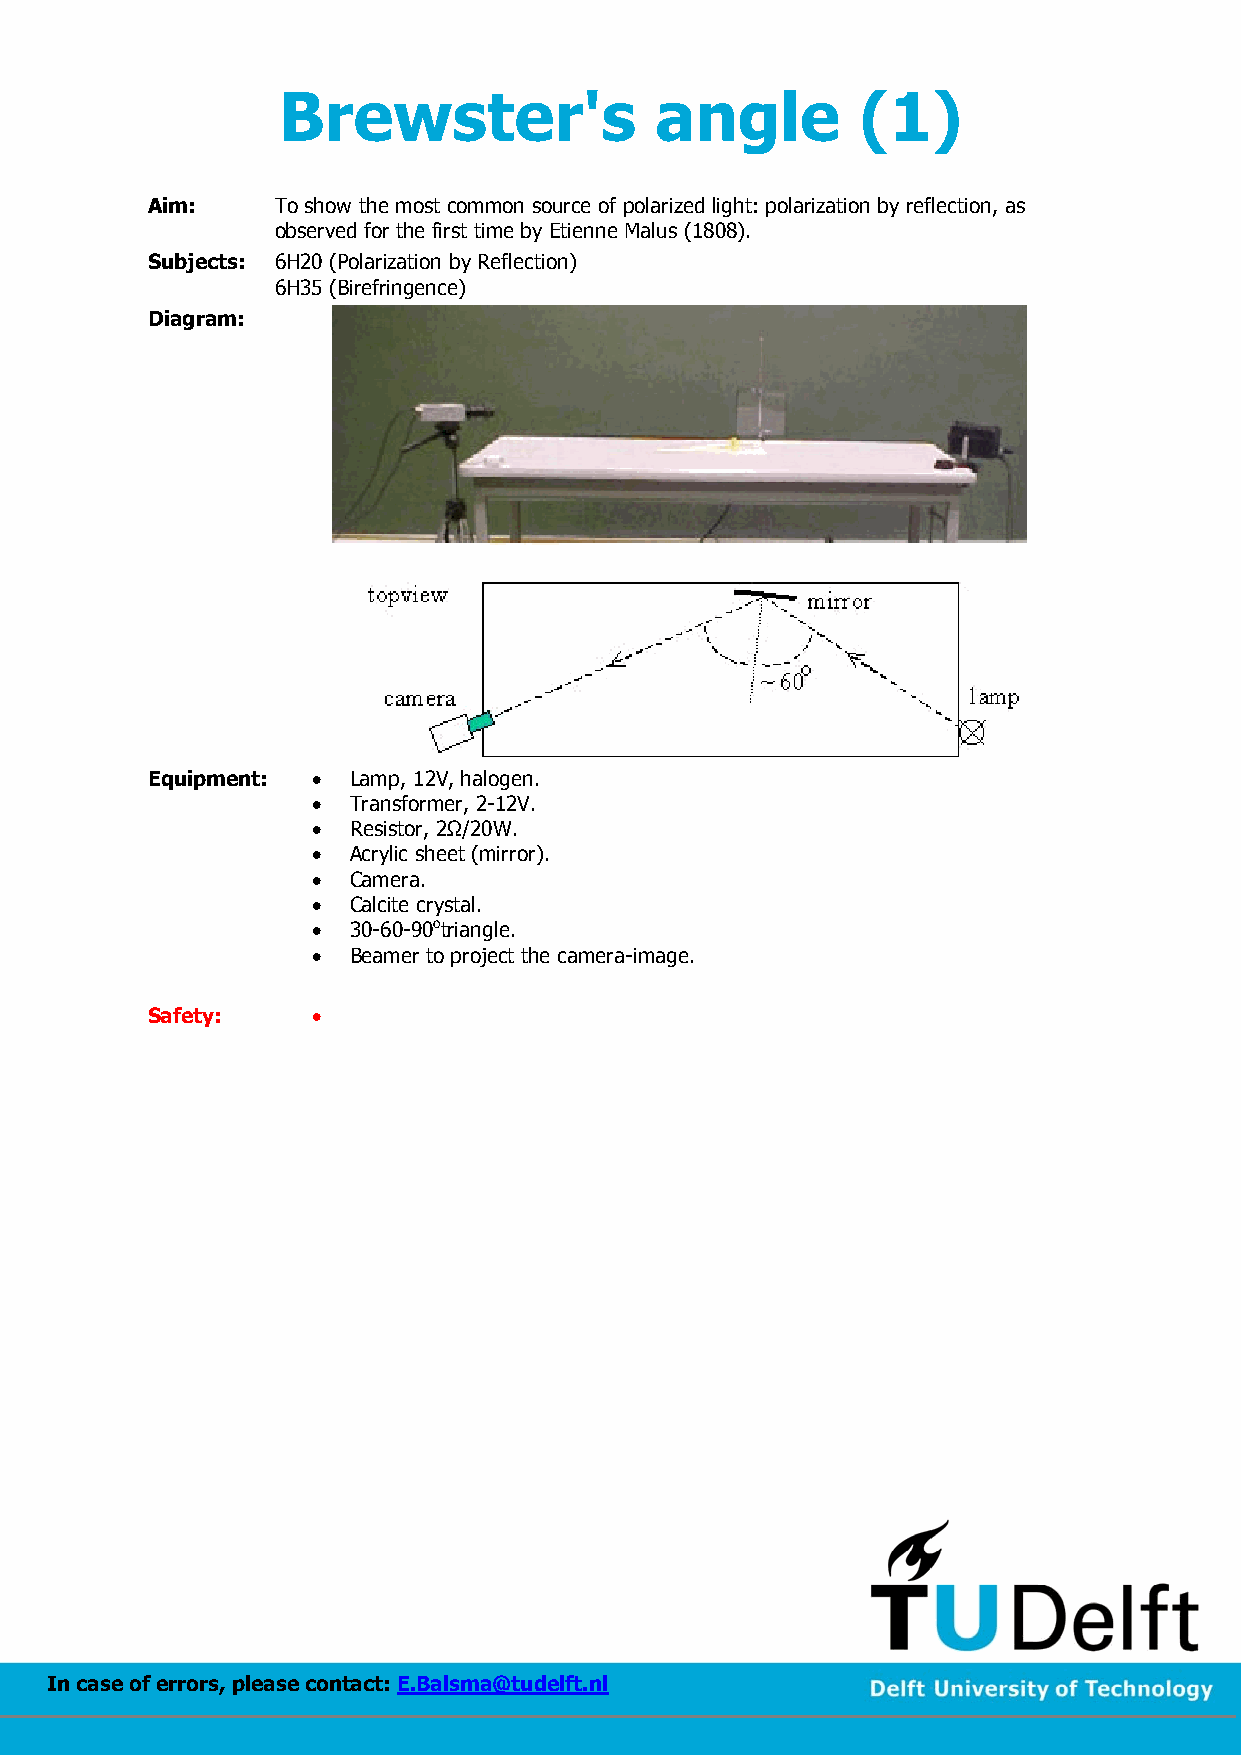 Brewster's angle (1)
Aim: To show the most common source of polarized light: polarization by reflection, as
observed for the first time by Etienne Malus (1808).
Subjects: 6H20 (Polarization by Reflection)
6H35 (Birefringence)
Diagram:
topview
mirror
~60°
camera
lamp
Equipment: • Lamp, 12V, halogen.
• Transformer, 2-12V.
• Resistor, 2Ω/20W.
• Acrylic sheet (mirror).
• Camera.
• Calcite crystal.
• 30-60-90°triangle.
• Beamer to project the camera-image.
Safety: •
TUDelft
In case of errors, please contact: E.Balsma@tudelft.nl
Delft University of Technology